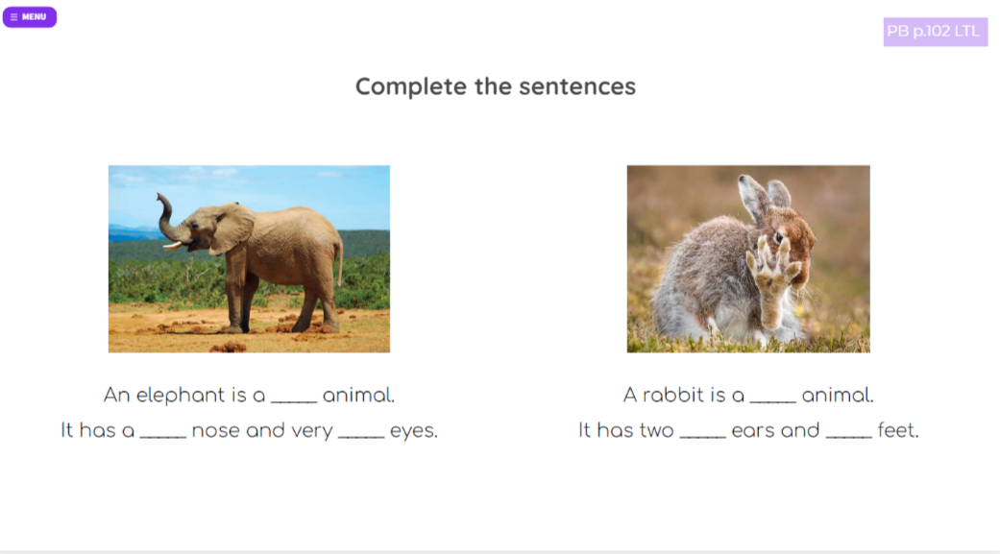 ☰ MENU
PB p.102 LTL
Complete the sentences
An elephant is a _____ animal.
It has a _____ nose and very _____ eyes.
A rabbit is a _____ animal.
It has two _____ ears and _____ feet.